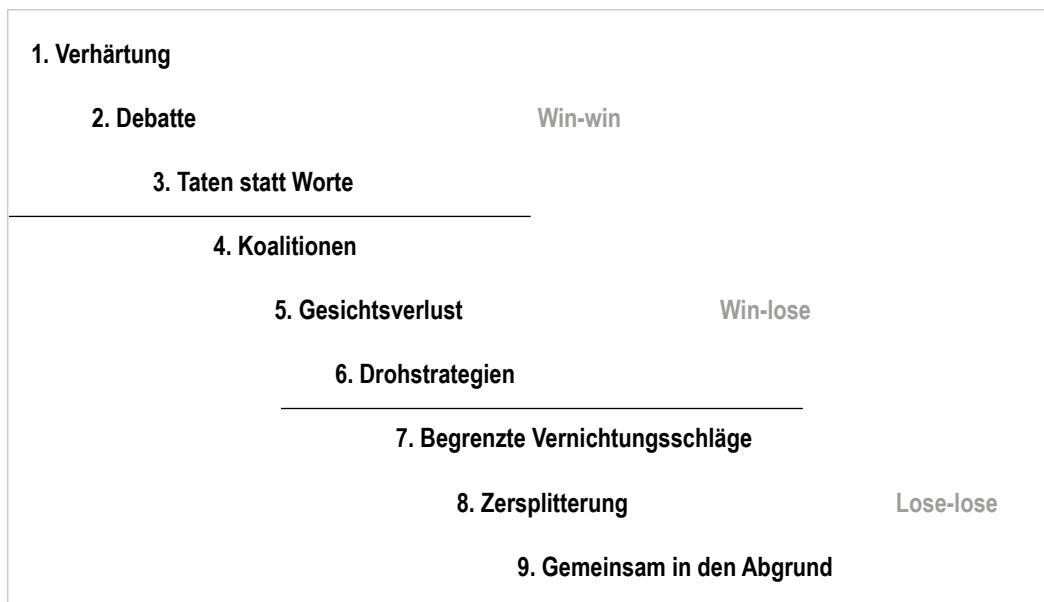 1. Verhärtung
2. Debatte Win-win
3. Taten statt Worte
4. Koalitionen
5. Gesichtsverlust Win-lose
6. Drohstrategien
7. Begrenzte Vernichtungsschläge
8. Zersplitterung Lose-lose
9. Gemeinsam in den Abgrund